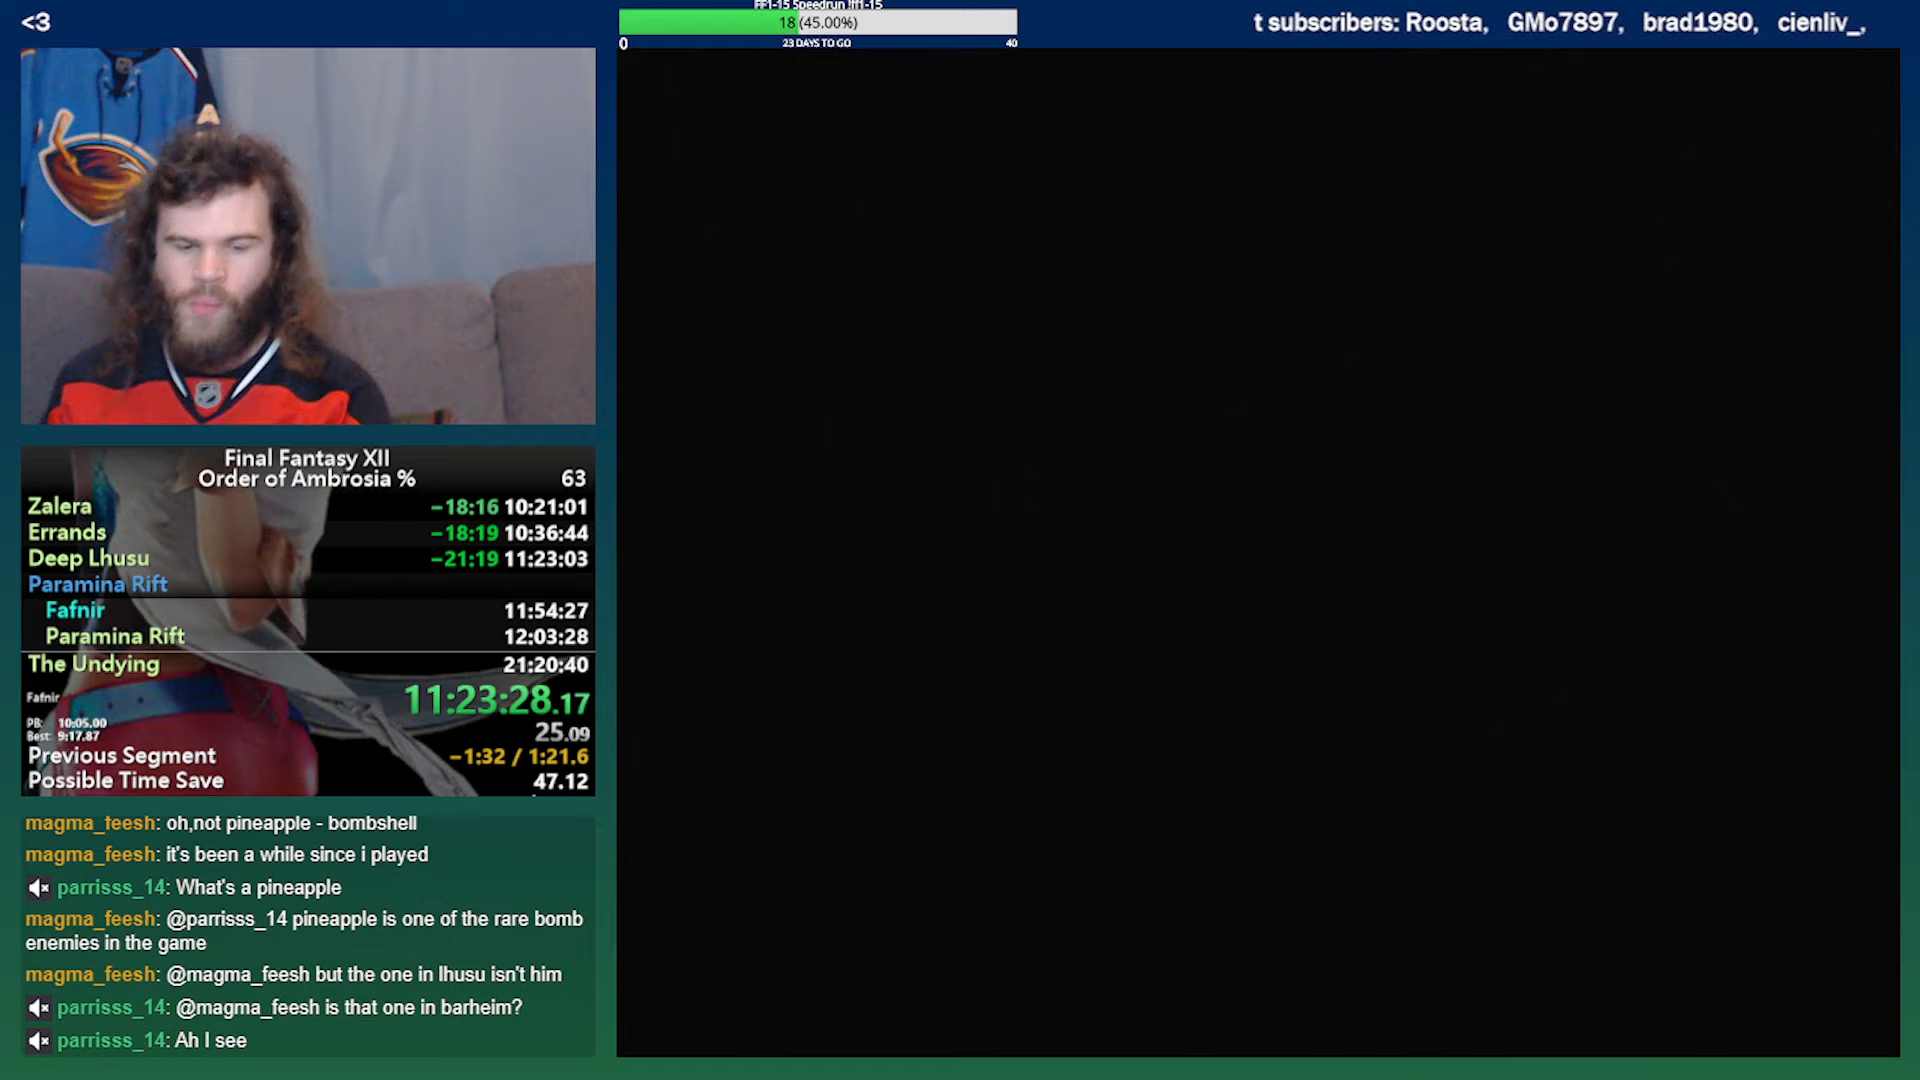 <3
FF1-15 Speedrun !ff1-15
18 (45.00%)
0 23 DAYS TO GO 40
t subscribers: Roosta, GMo7897, brad1980, cienliv_,
Final Fantasy XII
Order of Ambrosia % 63
Zalera -18:16 10:21:01
Errands -18:19 10:36:44
Deep Lhusu -21:19 11:23:03
Paramina Rift
Fafnir 11:54:27
Paramina Rift 12:03:28
The Undying 21:20:40
Fafnir 11:23:28.17
PB: 10:05.00
Best: 9:17.87 25.09
Previous Segment -1:32 / 1:21.6
Possible Time Save 47.12
magma_feesh: oh,not pineapple - bombshell
magma_feesh: it's been a while since i played
parrisss_14: What's a pineapple
magma_feesh: @parrisss_14 pineapple is one of the rare bomb
enemies in the game
magma_feesh: @magma_feesh but the one in lhusu isn't him
parrisss_14: @magma_feesh is that one in barheim?
parrisss_14: Ah I see